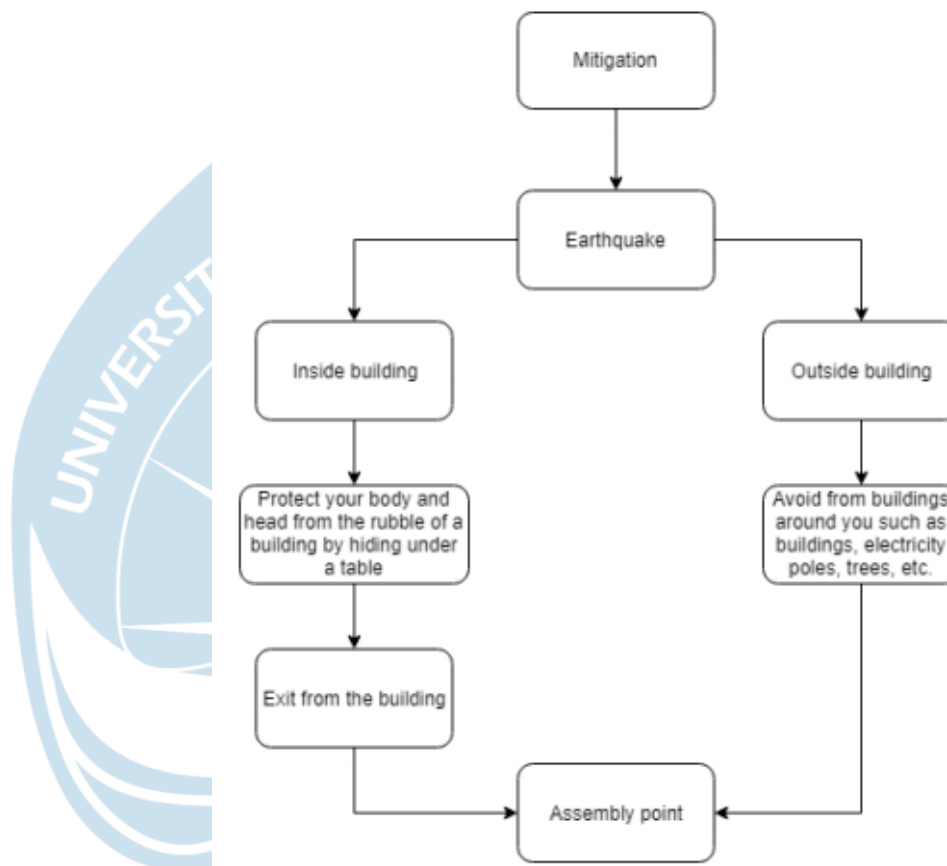 Mitigation
Earthquake
Inside building
Outside building
Protect your body and
head from the rubble of a
building by hiding under
a table
Avoid from buildings
around you such as
buildings, electricity
poles, trees, etc.
Exit from the building
Assembly point